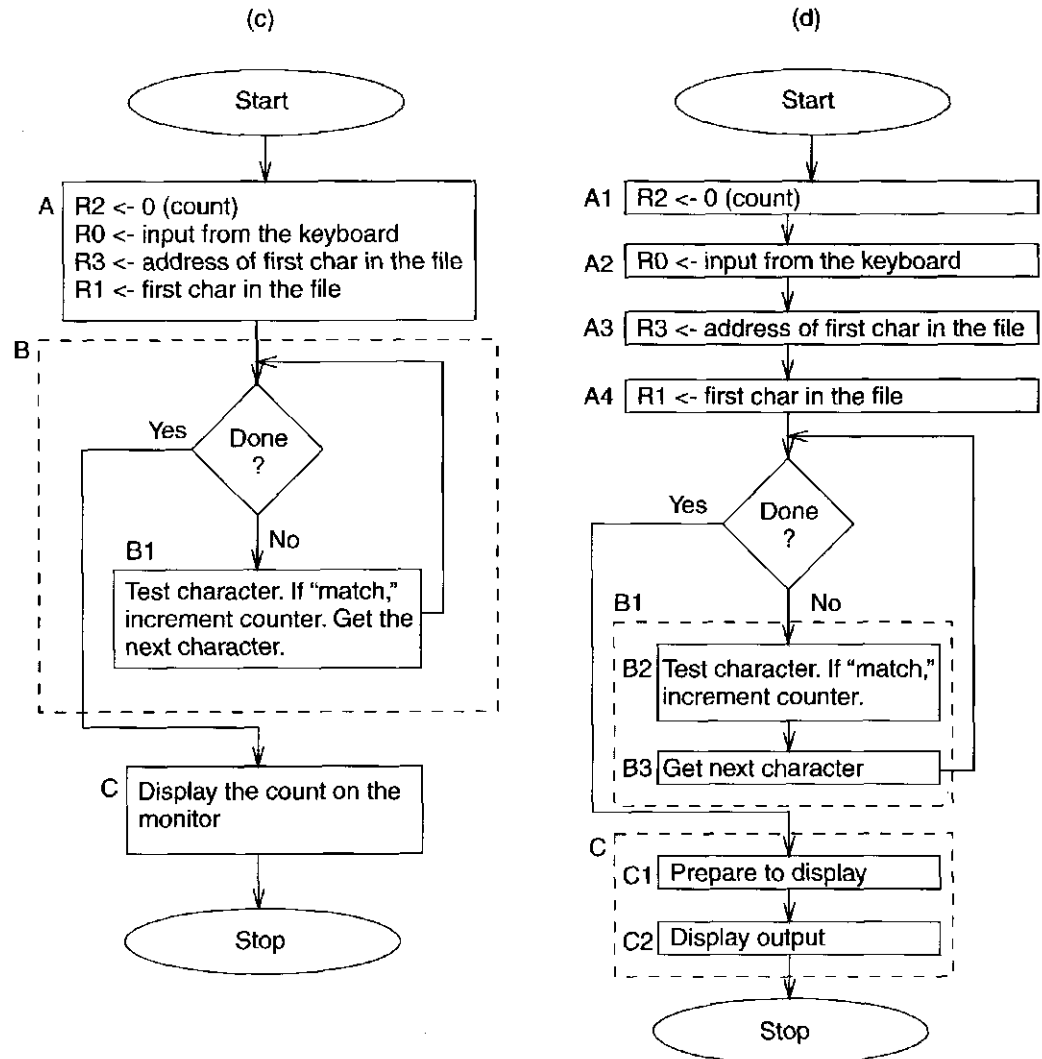 (c)
Start
A
R2 <- 0 (count)
R0 <- input from the keyboard
R3 <- address of first char in the file
R1 <- first char in the file
B
Yes
Done
?
No
B1
Test character. If “match,”
increment counter. Get the
next character.
C
Display the count on the
monitor
Stop
(d)
Start
A1 R2 <- 0 (count)
A2 R0 <- input from the keyboard
A3 R3 <- address of first char in the file
A4 R1 <- first char in the file
Yes
Done
?
No
B1
B2 Test character. If “match,”
increment counter.
B3 Get next character
C
C1 Prepare to display
C2 Display output
Stop